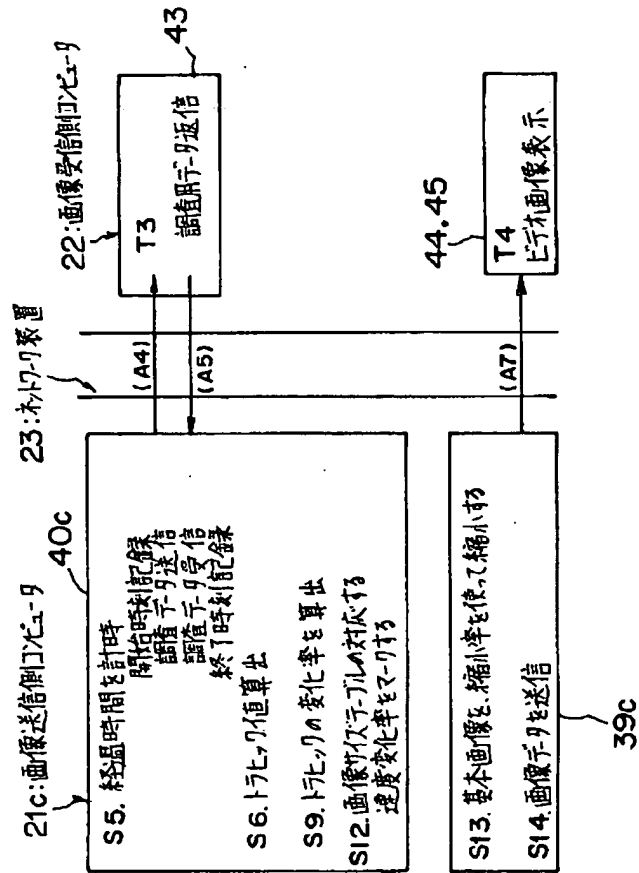 21c:画像送信側コンピュータ
40c
S5.経過時間を計時
開始時刻記録
調査データ送信
調査データ受信
終了時刻記録
S6.トラヒック値算出
S9.トラヒックの変化率を算出
S12.画像サイズテーブルの対応する
速度変化率をマークする
23:ネットワーク装置
(A4)
(A5)
22:画像受信側コンピュータ
T3
調査用データ返信
43
S13.基本画像を、縮小率を使って縮小する
S14.画像データを送信
39c
(A7)
44.45
T4
ビデオ画像表示